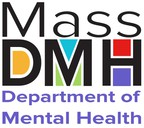 Mass
DMH
Department of
Mental Health